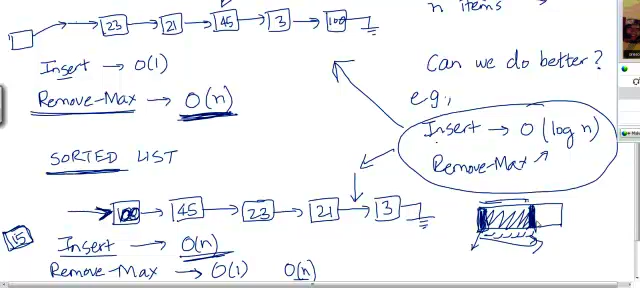 n items
23 21 45 3 100
Insert → O(1)
Remove-Max → O(n)
Can we do better?
e.g.,
Insert → O(log n)
Remove-Max ↗
SORTED LIST
100 45 23 21 3
15
Insert → O(n)
Remove-Max → O(1) O(n)